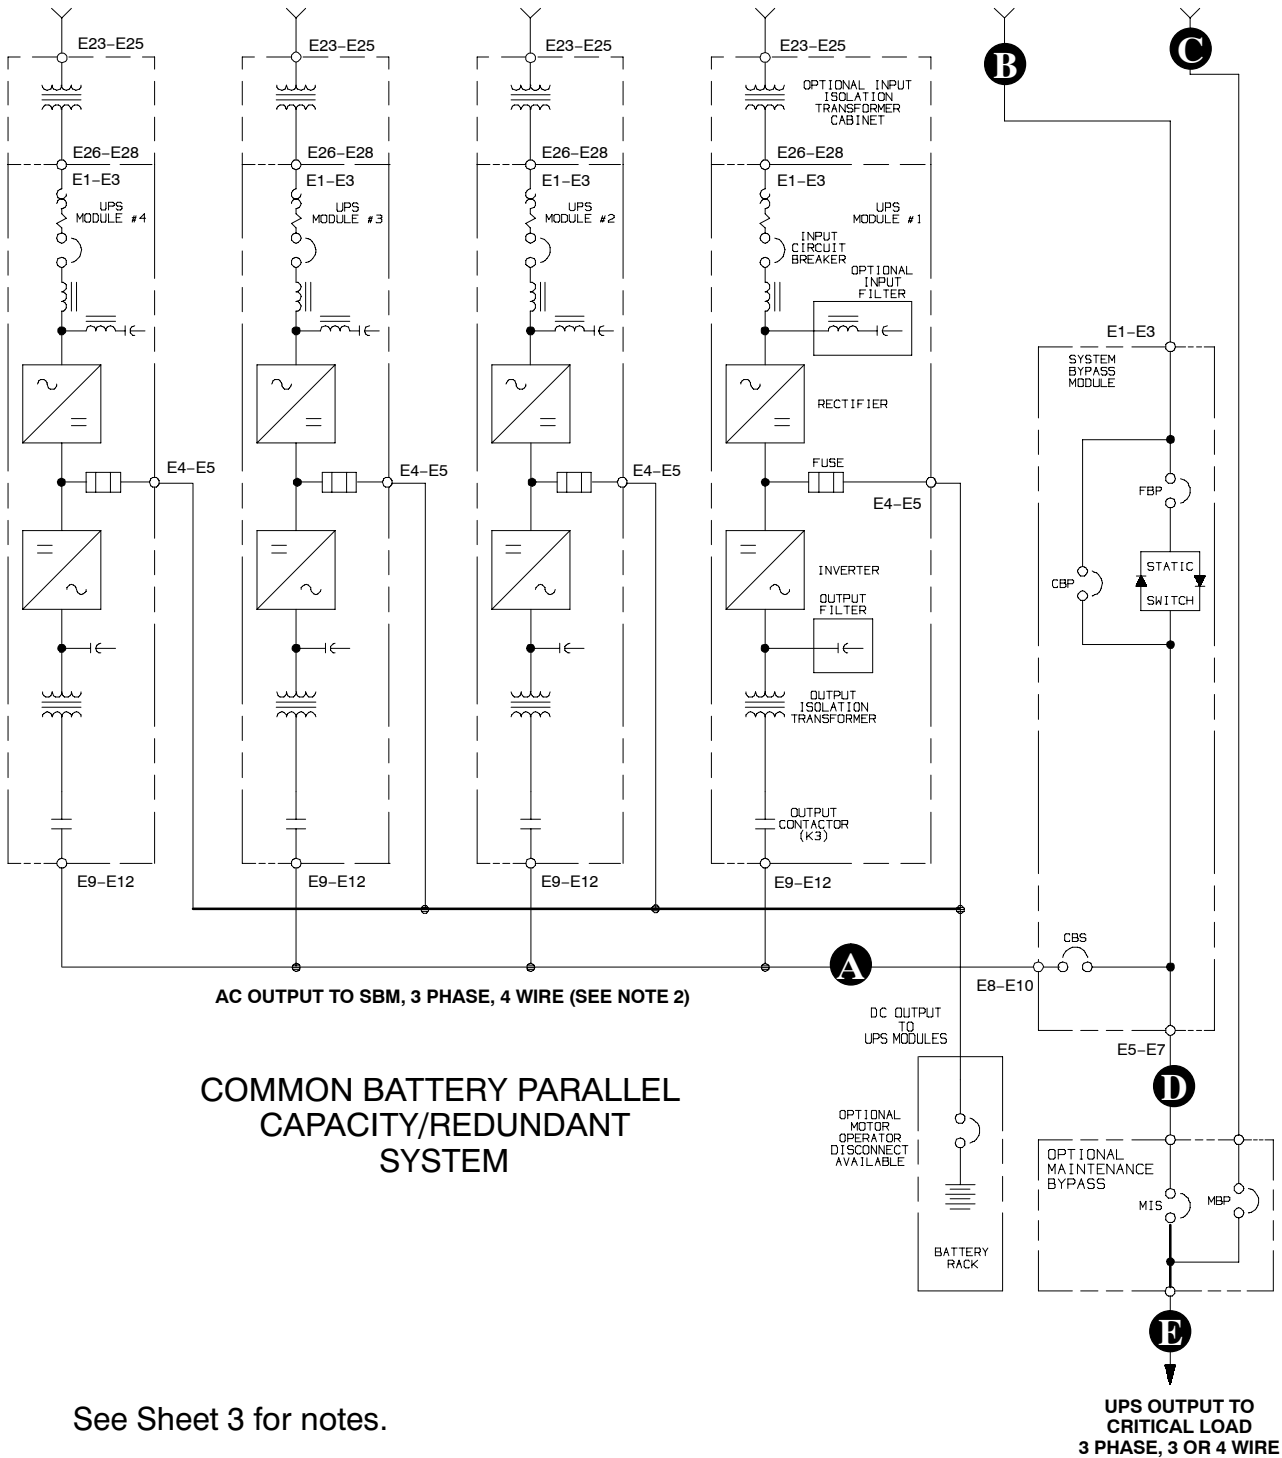 B
C
E23–E25
E23–E25
E23–E25
E23–E25
OPTIONAL INPUT
ISOLATION
TRANSFORMER
CABINET
E26–E28
E26–E28
E26–E28
E26–E28
E1–E3
E1–E3
E1–E3
E1–E3
UPS
MODULE #4
UPS
MODULE #3
UPS
MODULE #2
UPS
MODULE #1
INPUT
CIRCUIT
BREAKER
OPTIONAL
INPUT
FILTER
E1–E3
SYSTEM
BYPASS
MODULE
RECTIFIER
E4–E5
E4–E5
E4–E5
FUSE
E4–E5
FBP
CBP
STATIC
SWITCH
INVERTER
OUTPUT
FILTER
OUTPUT
ISOLATION
TRANSFORMER
OUTPUT
CONTACTOR
(K3)
E9–E12
E9–E12
E9–E12
E9–E12
CBS
A
E8–E10
AC OUTPUT TO SBM, 3 PHASE, 4 WIRE (SEE NOTE 2)
DC OUTPUT
TO
UPS MODULES
E5–E7
D
COMMON BATTERY PARALLEL
CAPACITY/REDUNDANT
SYSTEM
OPTIONAL
MOTOR
OPERATOR
DISCONNECT
AVAILABLE
OPTIONAL
MAINTENANCE
BYPASS
MIS
MBP
BATTERY
RACK
E
See Sheet 3 for notes.
UPS OUTPUT TO
CRITICAL LOAD
3 PHASE, 3 OR 4 WIRE